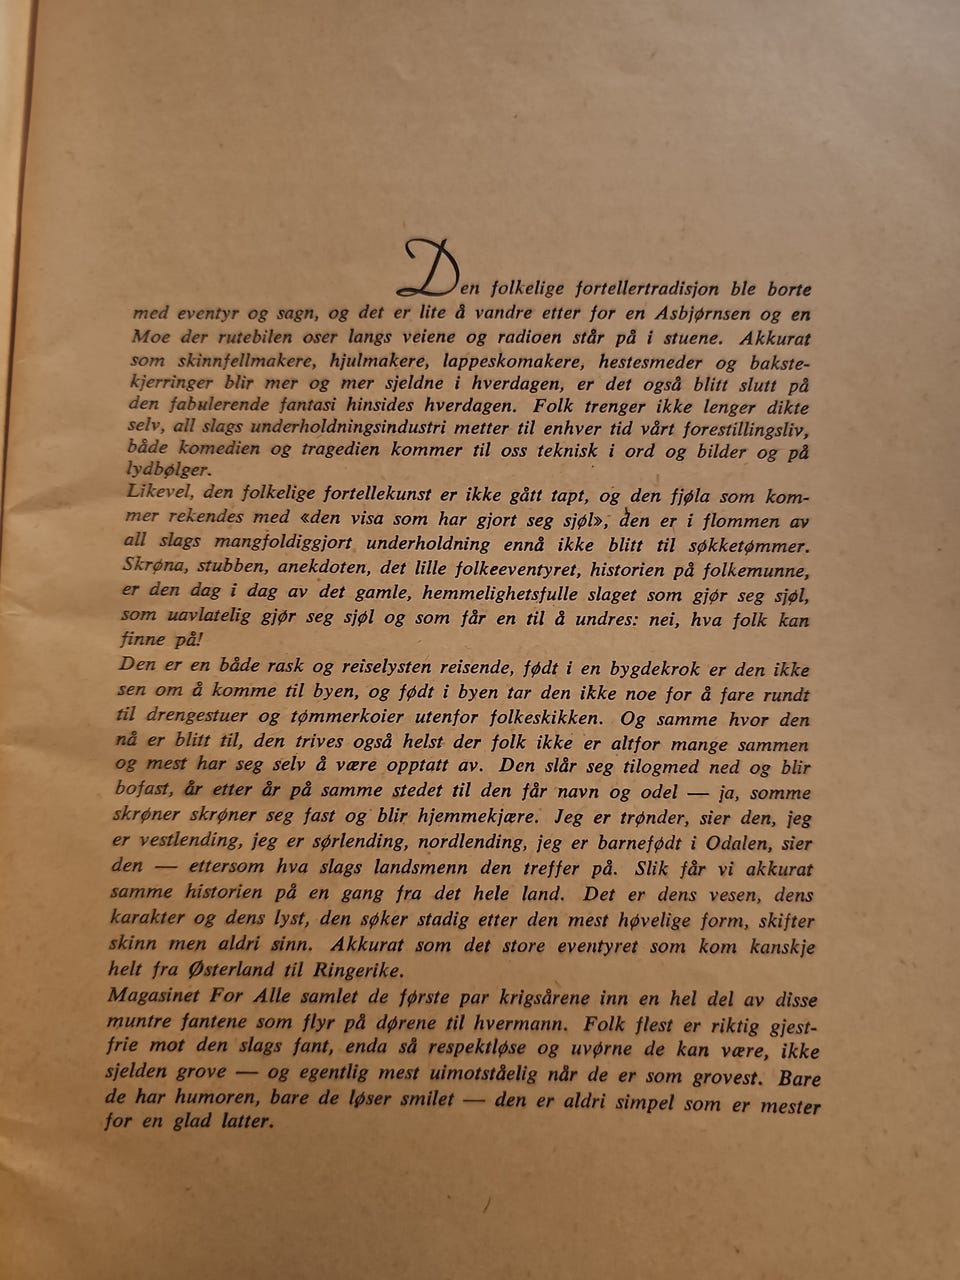 Den folkelige fortellertradisjon ble borte
med eventyr og sagn, og det er lite å vandre etter for en Asbjørnsen og en
Moe der rutebilen oser langs veiene og radioen står på i stuene. Akkurat
som skinnfellmakere, hjulmakere, lappeskomakere, hestesmeder og bakste-
kjerringer blir mer og mer sjeldne i hverdagen, er det også blitt slutt på
den fabulerende fantasi hinsides hverdagen. Folk trenger ikke lenger dikte
selv, all slags underholdningsindustri metter til enhver tid vårt forestillingsliv,
både komedien og tragedien kommer til oss teknisk i ord og bilder og på
lydbølger.
Likevel, den folkelige fortellekunst er ikke gått tapt, og den fjøla som kom-
mer rekendes med «den visa som har gjort seg sjøl», den er i flommen av
all slags mangfoldiggjort underholdning ennå ikke blitt til søkketømmer.
Skrøna, stubben, anekdoten, det lille folkeeventyret, historien på folkemunne,
er den dag i dag av det gamle, hemmelighetsfulle slaget som gjør seg sjøl,
som uavlatelig gjør seg sjøl og som får en til å undres: nei, hva folk kan
finne på!
Den er en både rask og reiselysten reisende, født i en bygdekrok er den ikke
sen om å komme til byen, og født i byen tar den ikke noe for å fare rundt
til drengestuer og tømmerkoier utenfor folkeskikken. Og samme hvor den
nå er blitt til, den trives også helst der folk ikke er altfor mange sammen
og mest har seg selv å være opptatt av. Den slår seg tilogmed ned og blir
bofast, år etter år på samme stedet til den får navn og odel — ja, somme
skrøner skrøner seg fast og blir hjemmekjære. Jeg er trønder, sier den, jeg
er vestlending, jeg er sørlending, nordlending, jeg er barnefødt i Odalen, sier
den — ettersom hva slags landsmenn den treffer på. Slik får vi akkurat
samme historien på en gang fra det hele land. Det er dens vesen, dens
karakter og dens lyst, den søker stadig etter den mest høvelige form, skifter
skinn men aldri sinn. Akkurat som det store eventyret som kom kanskje
helt fra Østerland til Ringerike.
Magasinet For Alle samlet de første par krigsårene inn en hel del av disse
muntre fantene som flyr på dørene til hvermann. Folk flest er riktig gjest-
frie mot den slags fant, enda så respektløse og uvørne de kan være, ikke
sjelden grove — og egentlig mest uimotståelig når de er som grovest. Bare
de har humoren, bare de løser smilet — den er aldri simpel som er mester
for en glad latter.